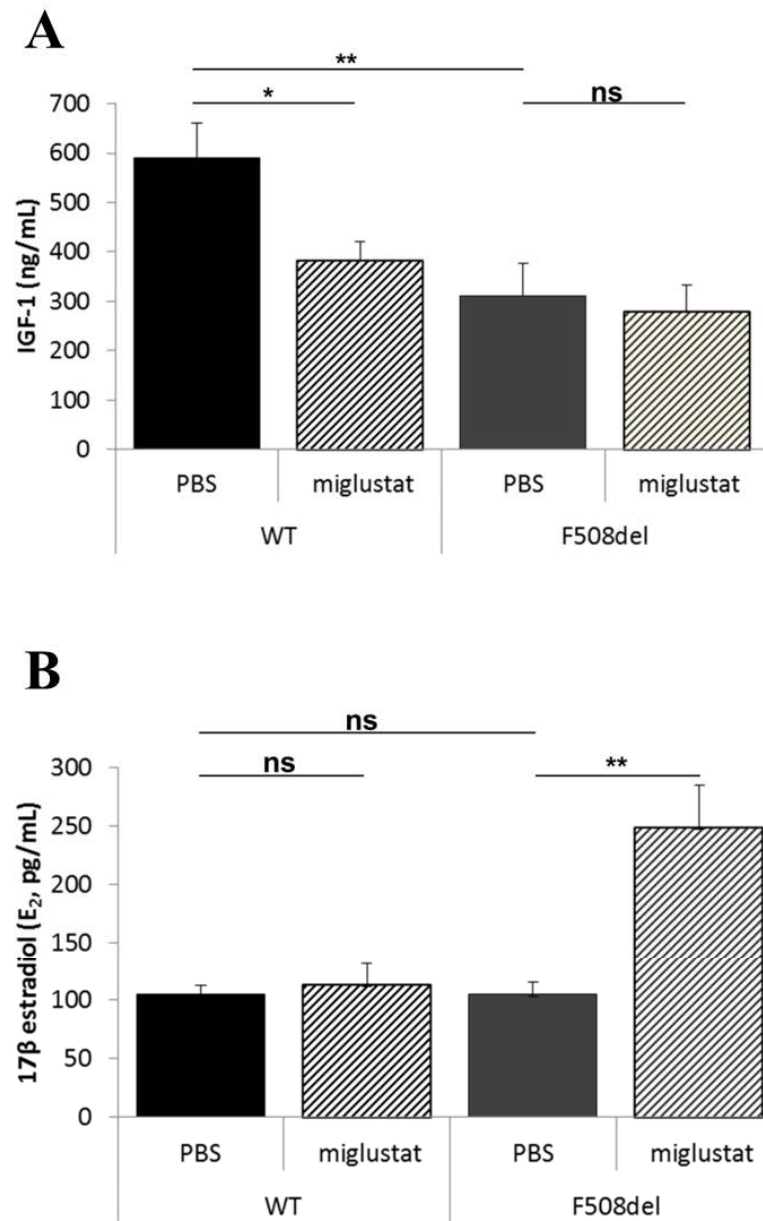 A
**
*
ns
700
600
500
400
300
200
100
0
IGF-1 (ng/mL)
PBS miglustat PBS miglustat
WT F508del
B
ns
ns
**
300
250
200
150
100
50
0
17β estradiol (E₂, pg/mL)
PBS miglustat PBS miglustat
WT F508del